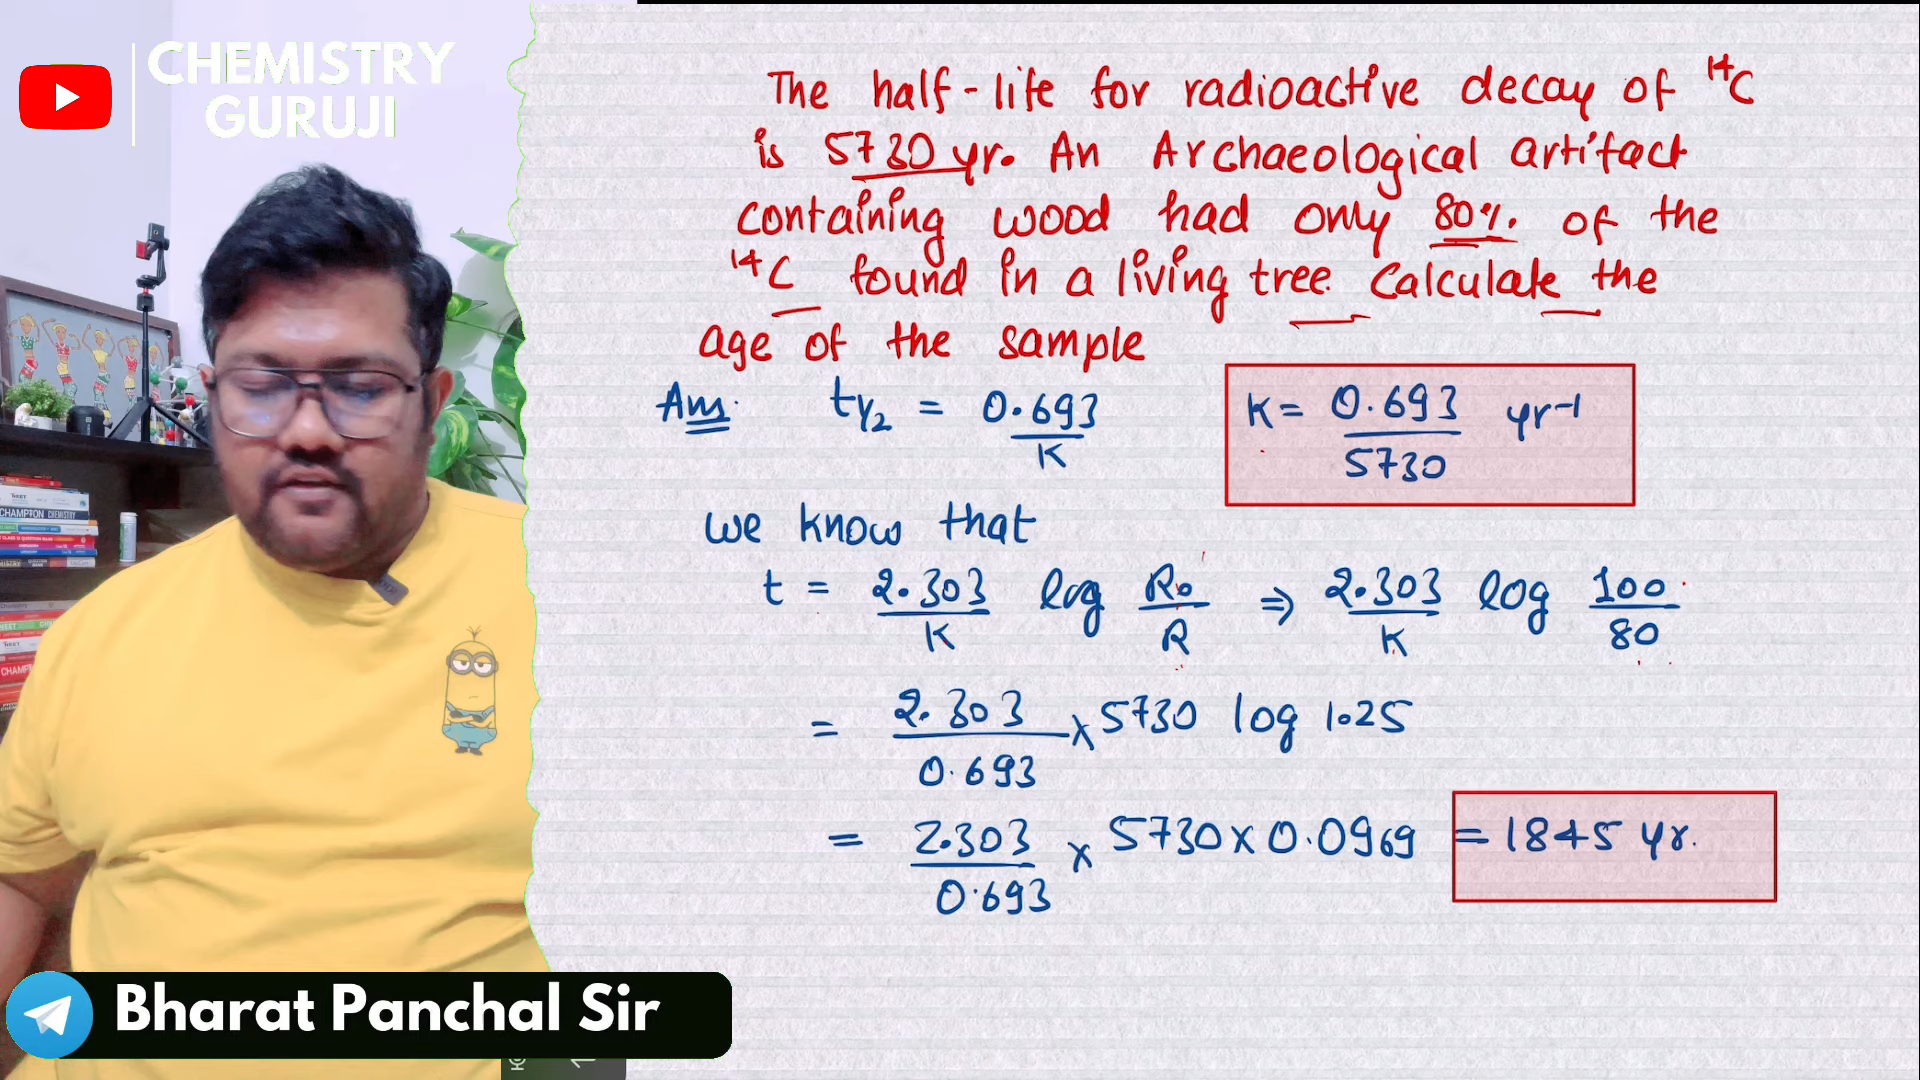 CHEMISTRY
GURUJI
The half-life for radioactive decay of ¹⁴C
is 5730 yr. An Archaeological artifact
containing wood had only 80% of the
¹⁴C found in a living tree. Calculate the
age of the sample
Ans. t½ = 0.693/K
K = 0.693/5730 yr⁻¹
we know that
t = 2.303/K log R₀/R ⇒ 2.303/K log 100/80
= 2.303/0.693 × 5730 log 1.25
= 2.303/0.693 × 5730 × 0.0969 = 1845 yr.
CHAMPION CHEMISTRY
Bharat Panchal Sir